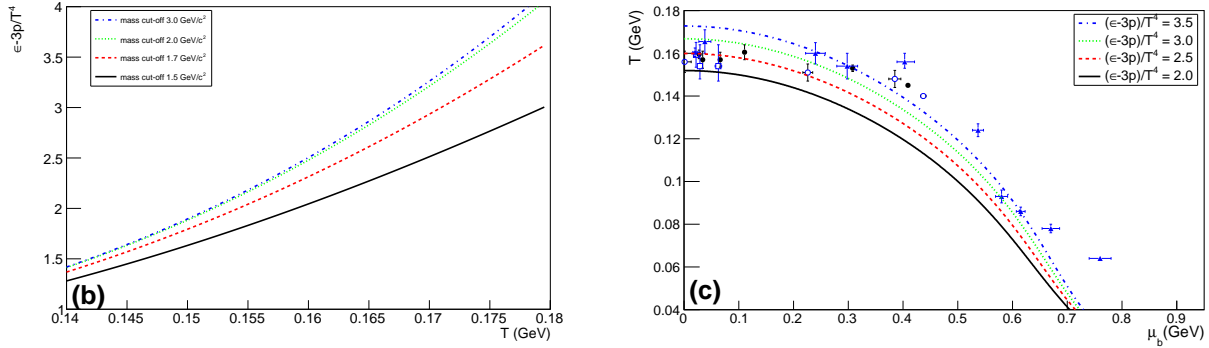 ϵ-3p/T⁴
4
3.5
3
2.5
2
1.5
1
mass cut-off 3.0 GeV/c²
mass cut-off 2.0 GeV/c²
mass cut-off 1.7 GeV/c²
mass cut-off 1.5 GeV/c²
(b)
0.14 0.145 0.15 0.155 0.16 0.165 0.17 0.175 0.18
T (GeV)
T (GeV)
0.18
0.16
0.14
0.12
0.1
0.08
0.06
0.04
(ϵ-3p)/T⁴ = 3.5
(ϵ-3p)/T⁴ = 3.0
(ϵ-3p)/T⁴ = 2.5
(ϵ-3p)/T⁴ = 2.0
(c)
0 0.1 0.2 0.3 0.4 0.5 0.6 0.7 0.8 0.9
μ_b(GeV)